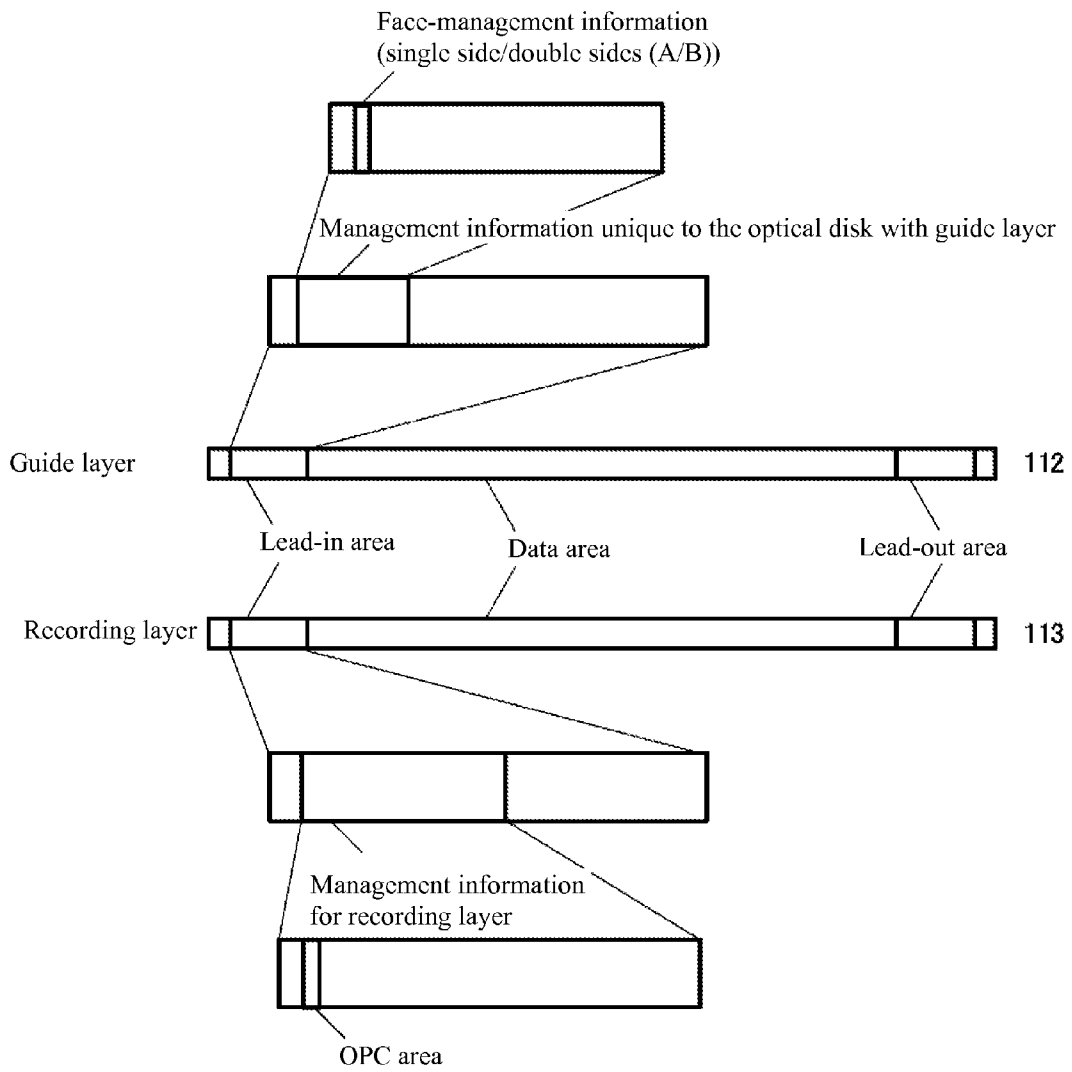 Face-management information
(single side/double sides (A/B))
Management information unique to the optical disk with guide layer
Guide layer
112
Lead-in area
Data area
Lead-out area
Recording layer
113
Management information
for recording layer
OPC area